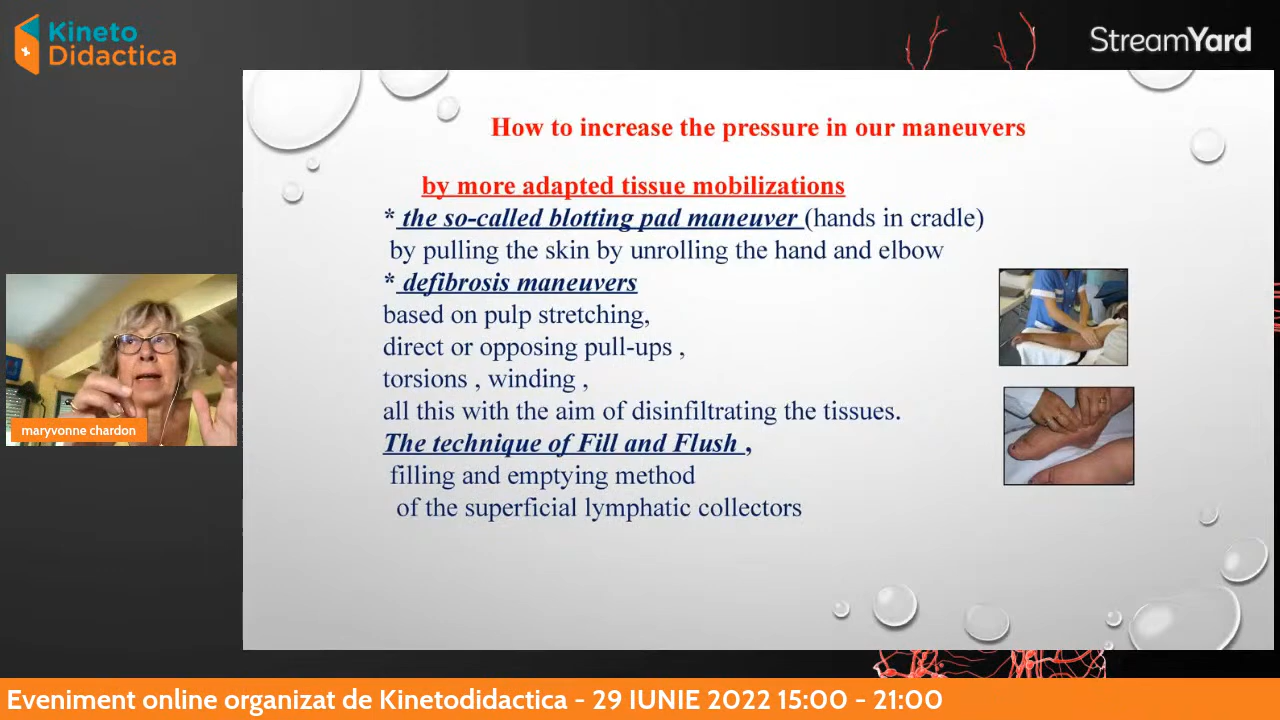 Kineto
Didactica
StreamYard
How to increase the pressure in our maneuvers
by more adapted tissue mobilizations
* the so-called blotting pad maneuver (hands in cradle)
by pulling the skin by unrolling the hand and elbow
* defibrosis maneuvers
based on pulp stretching,
direct or opposing pull-ups ,
torsions , winding ,
all this with the aim of disinfiltrating the tissues.
The technique of Fill and Flush ,
filling and emptying method
of the superficial lymphatic collectors
maryvonne chardon
Eveniment online organizat de Kinetodidactica - 29 IUNIE 2022 15:00 - 21:00